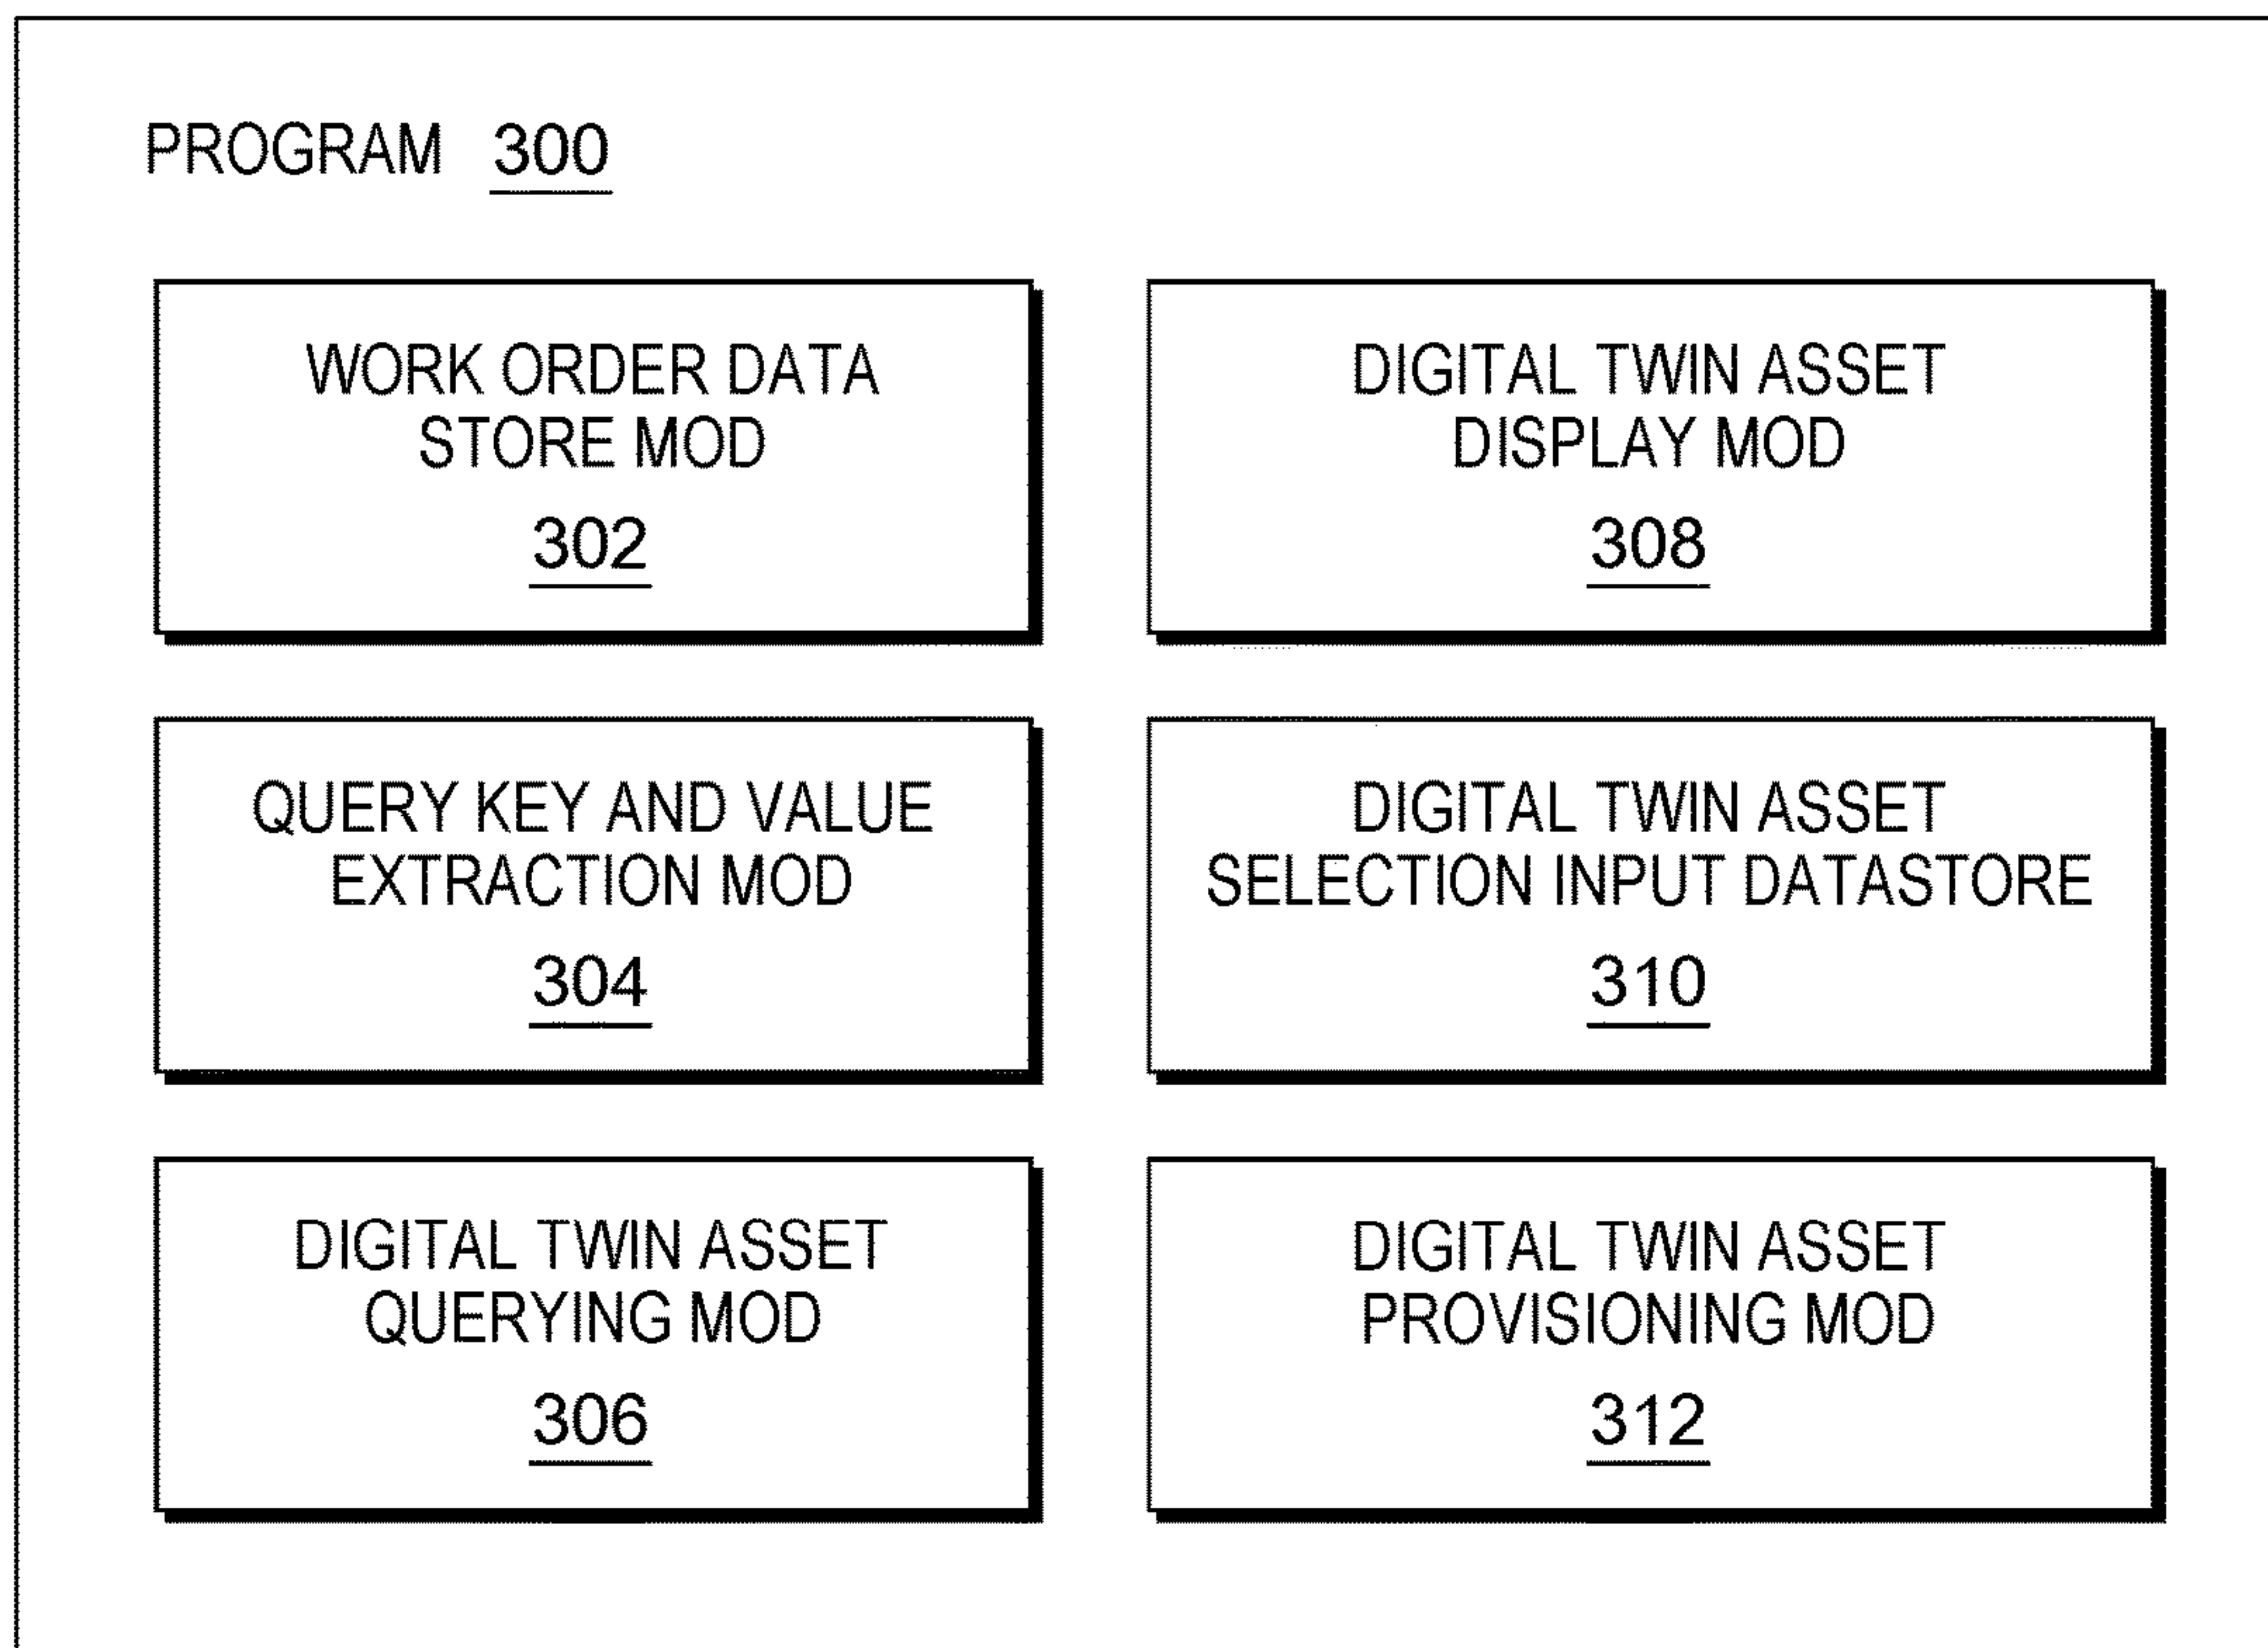 PROGRAM 300
WORK ORDER DATA
STORE MOD
302
QUERY KEY AND VALUE
EXTRACTION MOD
304
DIGITAL TWIN ASSET
QUERYING MOD
306
DIGITAL TWIN ASSET
DISPLAY MOD
308
DIGITAL TWIN ASSET
SELECTION INPUT DATASTORE
310
DIGITAL TWIN ASSET
PROVISIONING MOD
312